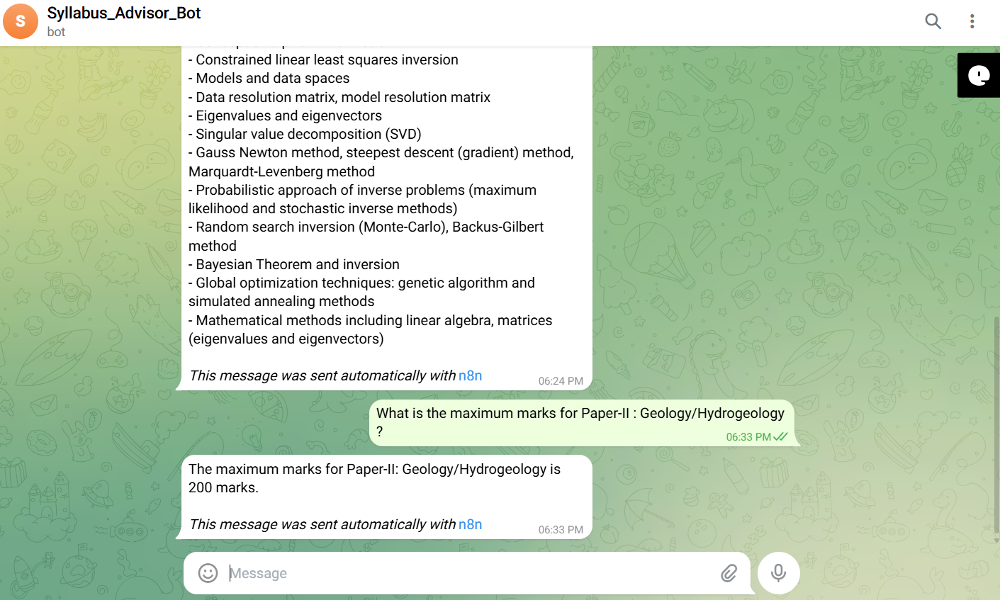 Syllabus_Advisor_Bot
bot
- Constrained linear least squares inversion
- Models and data spaces
- Data resolution matrix, model resolution matrix
- Eigenvalues and eigenvectors
- Singular value decomposition (SVD)
- Gauss Newton method, steepest descent (gradient) method,
Marquardt-Levenberg method
- Probabilistic approach of inverse problems (maximum
likelihood and stochastic inverse methods)
- Random search inversion (Monte-Carlo), Backus-Gilbert
method
- Bayesian Theorem and inversion
- Global optimization techniques: genetic algorithm and
simulated annealing methods
- Mathematical methods including linear algebra, matrices
(eigenvalues and eigenvectors)
This message was sent automatically with n8n
06:24 PM
What is the maximum marks for Paper-II : Geology/Hydrogeology
?
06:33 PM
The maximum marks for Paper-II: Geology/Hydrogeology is
200 marks.
This message was sent automatically with n8n
06:33 PM
Message